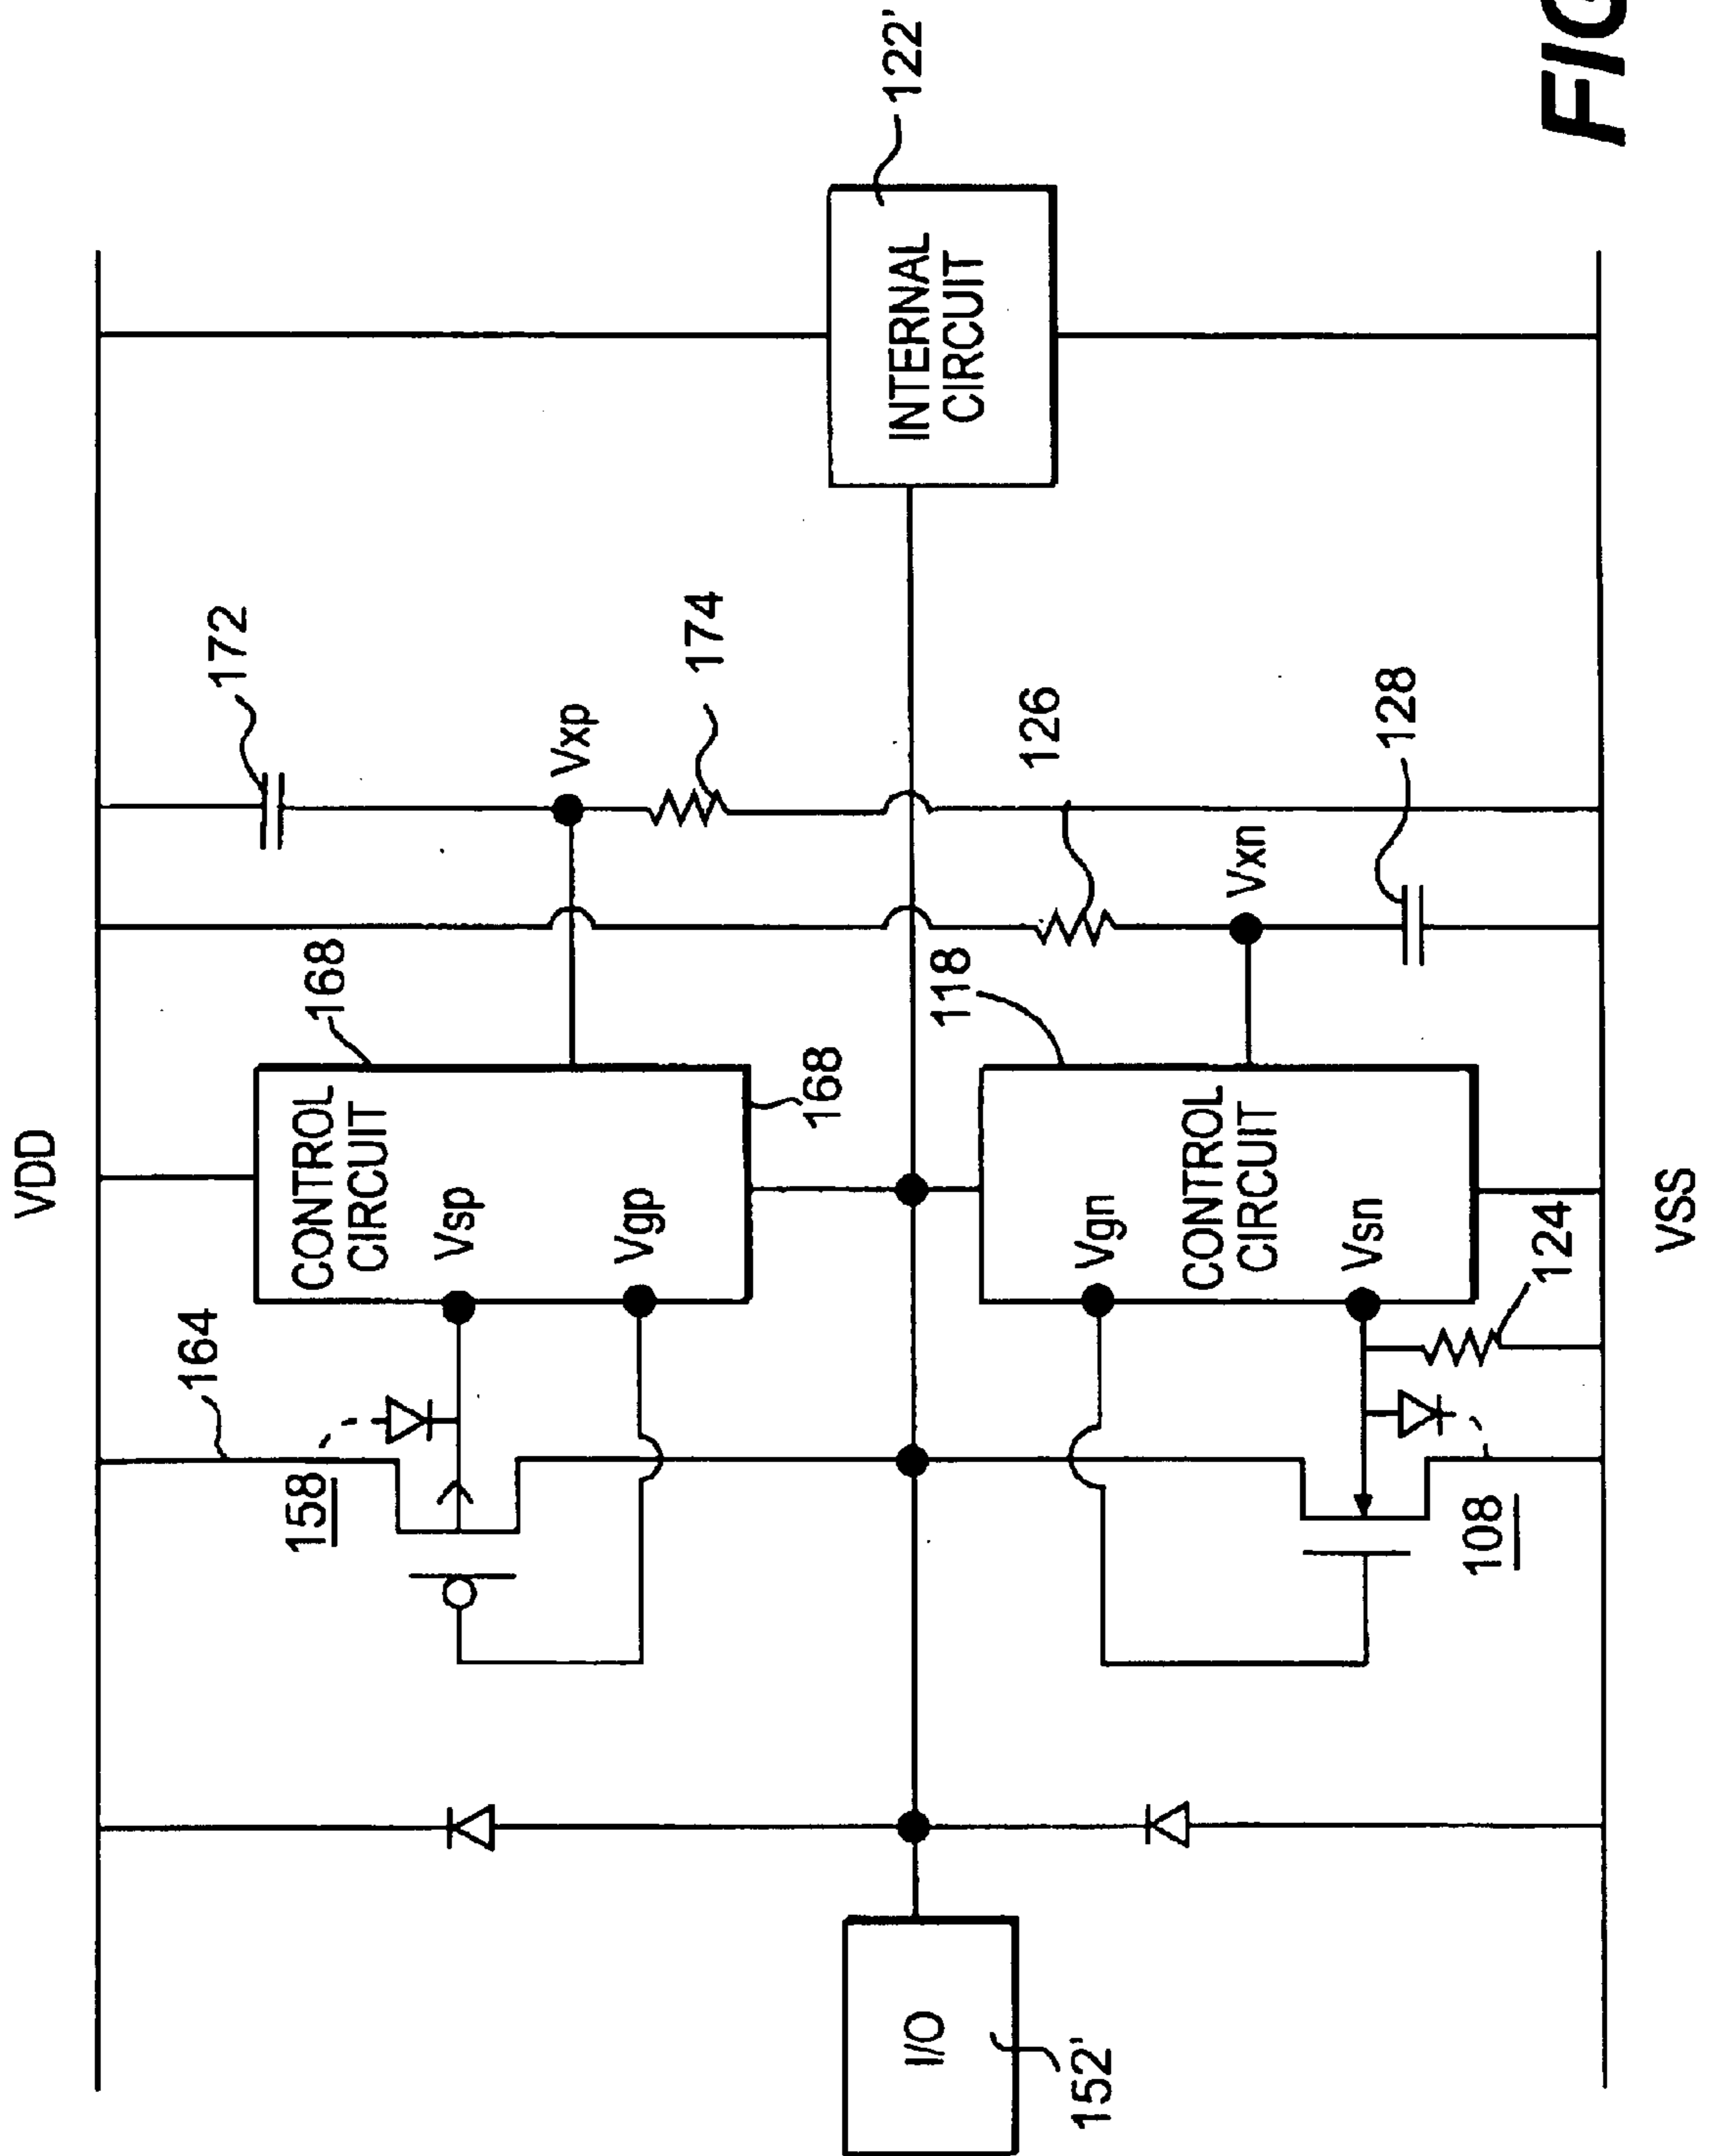 VDD
164
158
CONTROL
CIRCUIT
Vsp
Vgp
168
168
172
Vxp
174
126
I/O
152'
INTERNAL
CIRCUIT
122'
Vgn
CONTROL
CIRCUIT
Vsn
118
108
124
Vxn
128
VSS